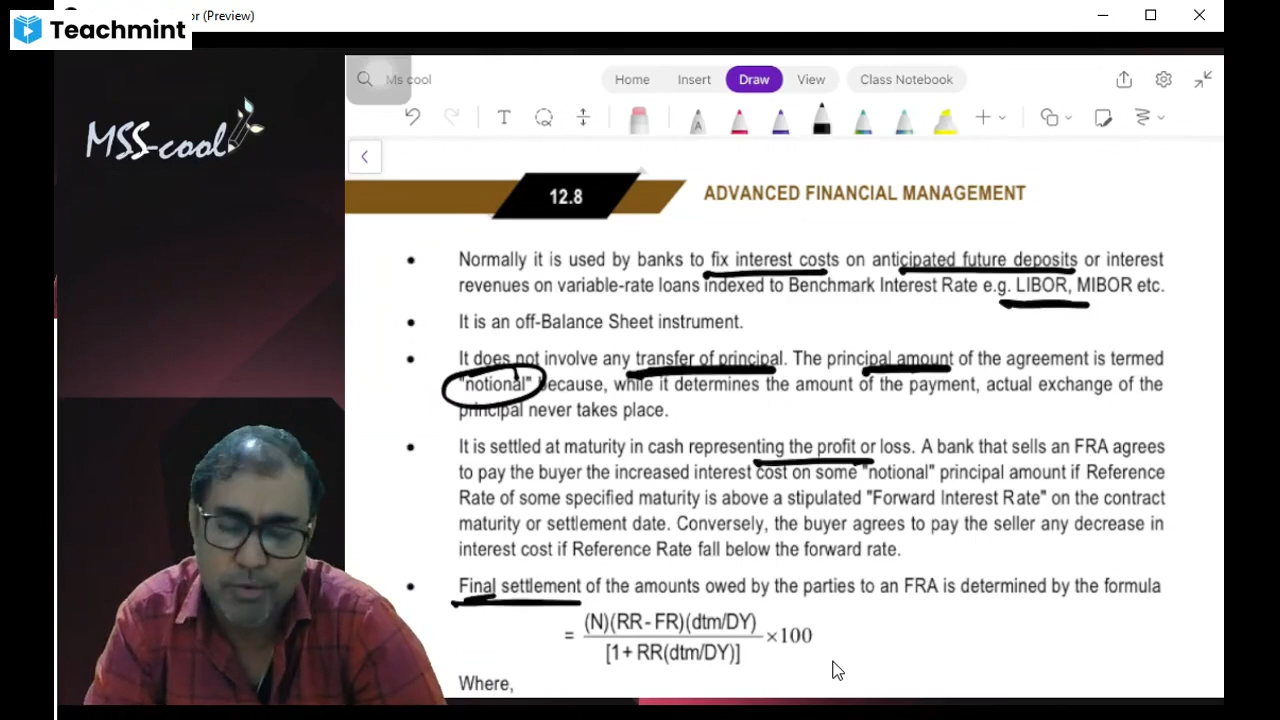 Teachmint
or (Preview)
Ms cool
Home
Insert
Draw
View
Class Notebook
MSS-cool
12.8
ADVANCED FINANCIAL MANAGEMENT
• Normally it is used by banks to fix interest costs on anticipated future deposits or interest
revenues on variable-rate loans indexed to Benchmark Interest Rate e.g. LIBOR, MIBOR etc.
• It is an off-Balance Sheet instrument.
• It does not involve any transfer of principal. The principal amount of the agreement is termed
"notional" because, while it determines the amount of the payment, actual exchange of the
principal never takes place.
• It is settled at maturity in cash representing the profit or loss. A bank that sells an FRA agrees
to pay the buyer the increased interest cost on some "notional" principal amount if Reference
Rate of some specified maturity is above a stipulated "Forward Interest Rate" on the contract
maturity or settlement date. Conversely, the buyer agrees to pay the seller any decrease in
interest cost if Reference Rate fall below the forward rate.
• Final settlement of the amounts owed by the parties to an FRA is determined by the formula
(N)(RR - FR)(dtm/DY)
= ×100
[1 + RR(dtm/DY)]
Where,